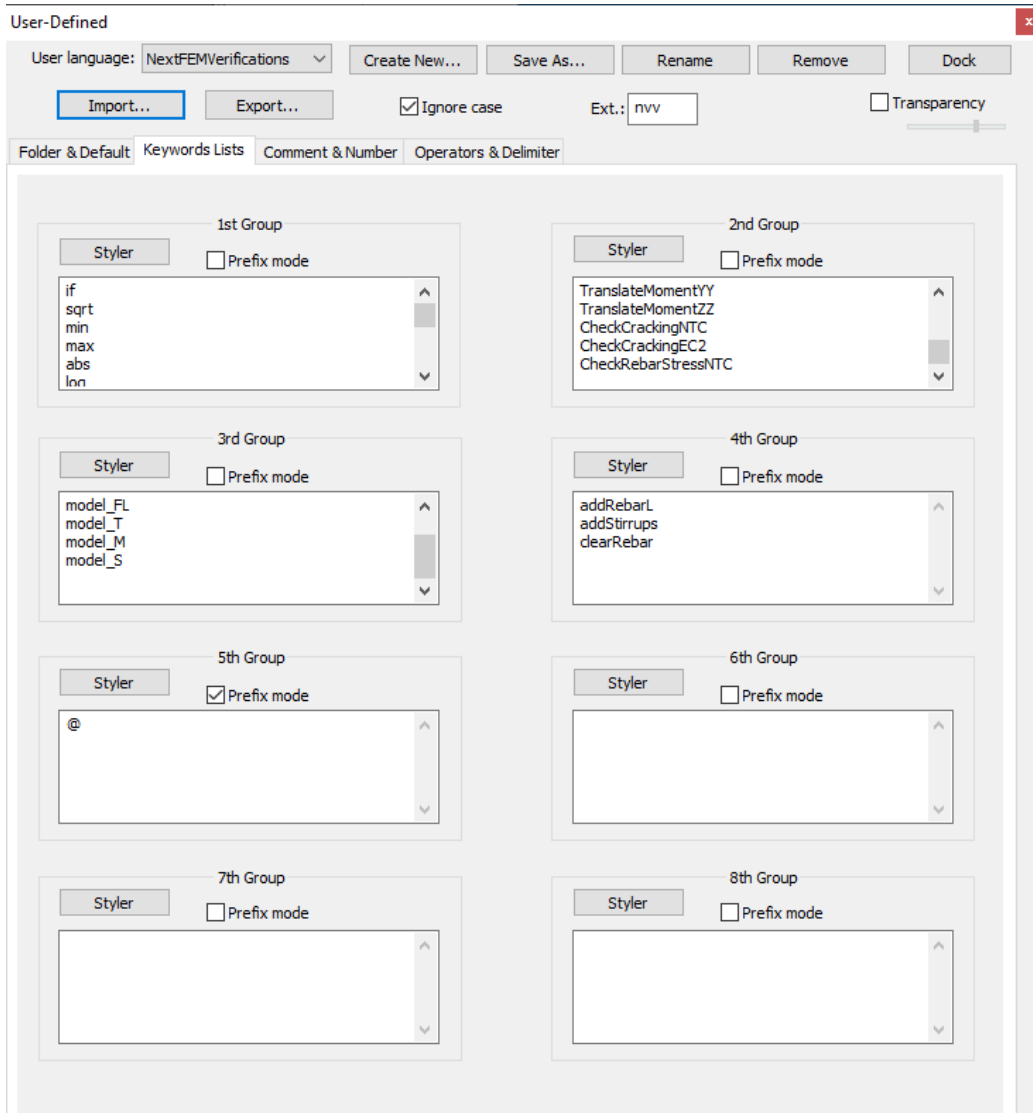 User-Defined
x
User language: NextFEMVerifications Create New... Save As... Rename Remove Dock
Import... Export... Ignore case Ext.: nvv Transparency
Folder & Default Keywords Lists Comment & Number Operators & Delimiter
1st Group
Styler Prefix mode
if
sqrt
min
max
abs
log
2nd Group
Styler Prefix mode
TranslateMomentYY
TranslateMomentZZ
CheckCrackingNTC
CheckCrackingEC2
CheckRebarStressNTC
3rd Group
Styler Prefix mode
model_FL
model_T
model_M
model_S
4th Group
Styler Prefix mode
addRebarL
addStirrups
clearRebar
5th Group
Styler Prefix mode
@
6th Group
Styler Prefix mode
7th Group
Styler Prefix mode
8th Group
Styler Prefix mode